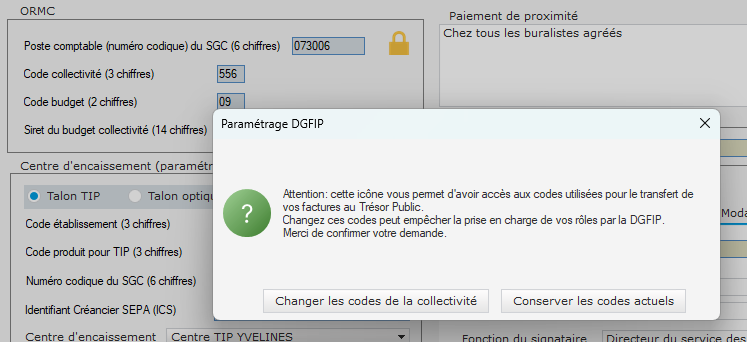 ORMC
Poste comptable (numéro codique) du SGC (6 chiffres) 073006
Code collectivité (3 chiffres) 556
Code budget (2 chiffres) 09
Siret du budget collectivité (14 chiffres)
Paiement de proximité
Chez tous les buralistes agréés
Paramétrage DGFIP
Attention: cette icône vous permet d'avoir accès aux codes utilisées pour le transfert de
vos factures au Trésor Public.
Changez ces codes peut empêcher la prise en charge de vos rôles par la DGFIP.
Merci de confirmer votre demande.
Changer les codes de la collectivité
Conserver les codes actuels
Centre d'encaissement (paramétr
Talon TIP Talon optiqu
Code établissement (3 chiffres)
Code produit pour TIP (3 chiffres)
Numéro codique du SGC (6 chiffres)
Identifiant Créancier SEPA (ICS)
Centre d'encaissement Centre TIP YVELINES
Moda
Fonction du signataire Directeur du service des